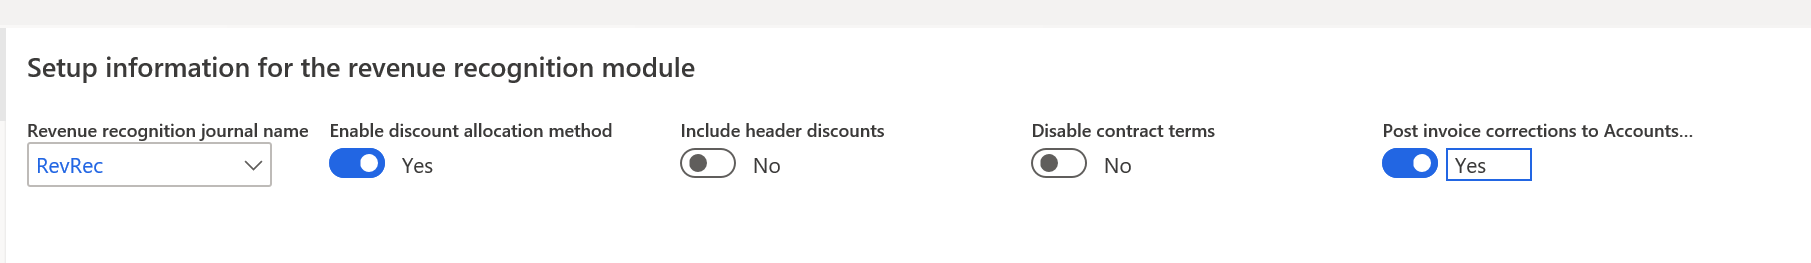 Setup information for the revenue recognition module
Revenue recognition journal name
RevRec
Enable discount allocation method
Yes
Include header discounts
No
Disable contract terms
No
Post invoice corrections to Accounts...
Yes